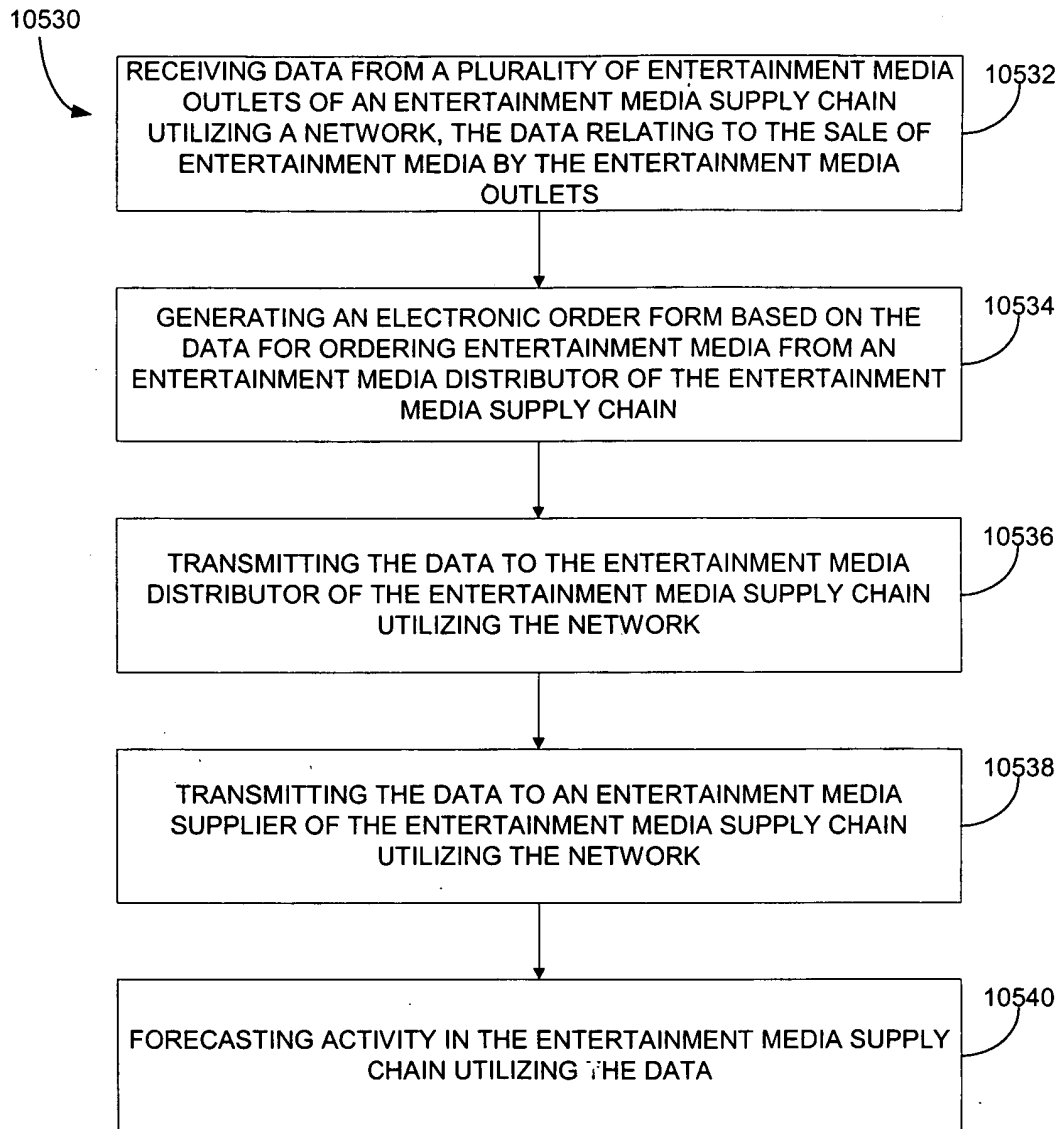 10530
RECEIVING DATA FROM A PLURALITY OF ENTERTAINMENT MEDIA
OUTLETS OF AN ENTERTAINMENT MEDIA SUPPLY CHAIN
UTILIZING A NETWORK, THE DATA RELATING TO THE SALE OF
ENTERTAINMENT MEDIA BY THE ENTERTAINMENT MEDIA
OUTLETS
10532
GENERATING AN ELECTRONIC ORDER FORM BASED ON THE
DATA FOR ORDERING ENTERTAINMENT MEDIA FROM AN
ENTERTAINMENT MEDIA DISTRIBUTOR OF THE ENTERTAINMENT
MEDIA SUPPLY CHAIN
10534
TRANSMITTING THE DATA TO THE ENTERTAINMENT MEDIA
DISTRIBUTOR OF THE ENTERTAINMENT MEDIA SUPPLY CHAIN
UTILIZING THE NETWORK
10536
TRANSMITTING THE DATA TO AN ENTERTAINMENT MEDIA
SUPPLIER OF THE ENTERTAINMENT MEDIA SUPPLY CHAIN
UTILIZING THE NETWORK
10538
FORECASTING ACTIVITY IN THE ENTERTAINMENT MEDIA SUPPLY
CHAIN UTILIZING THE DATA
10540